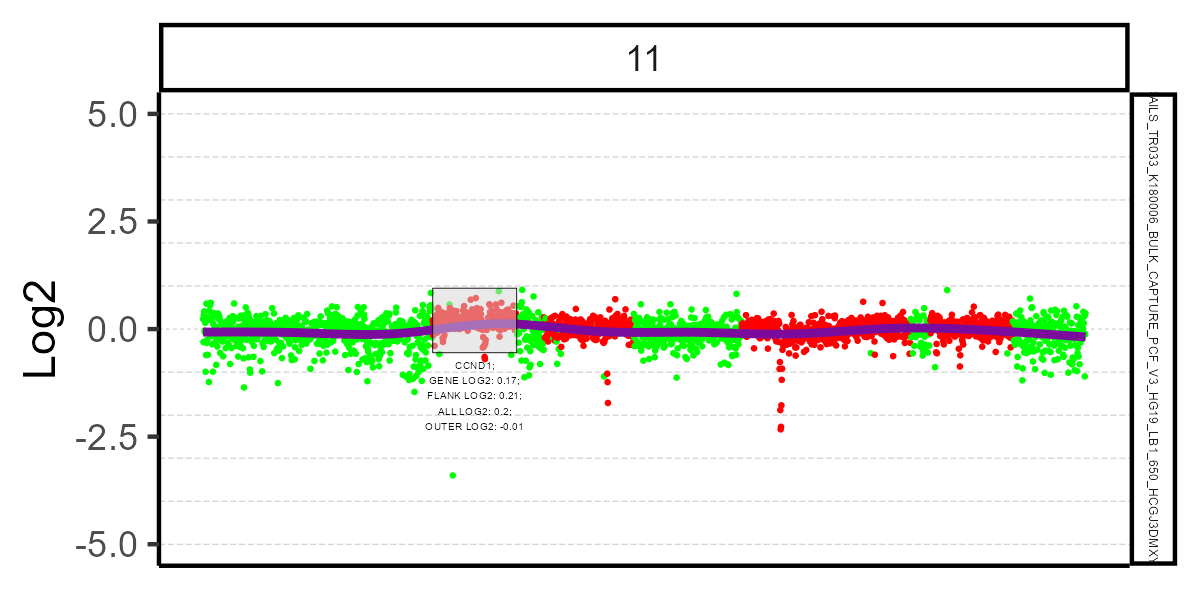 11
5.0
2.5
0.0
-2.5
-5.0
Log2
CCND1;
GENE LOG2: 0.17;
FLANK LOG2: 0.21;
ALL LOG2: 0.2;
OUTER LOG2: -0.01
AILS_TR033_K180006_BULK_CAPTURE_PCF_V3_HG19_LB1_650_HCGJ3DMXY